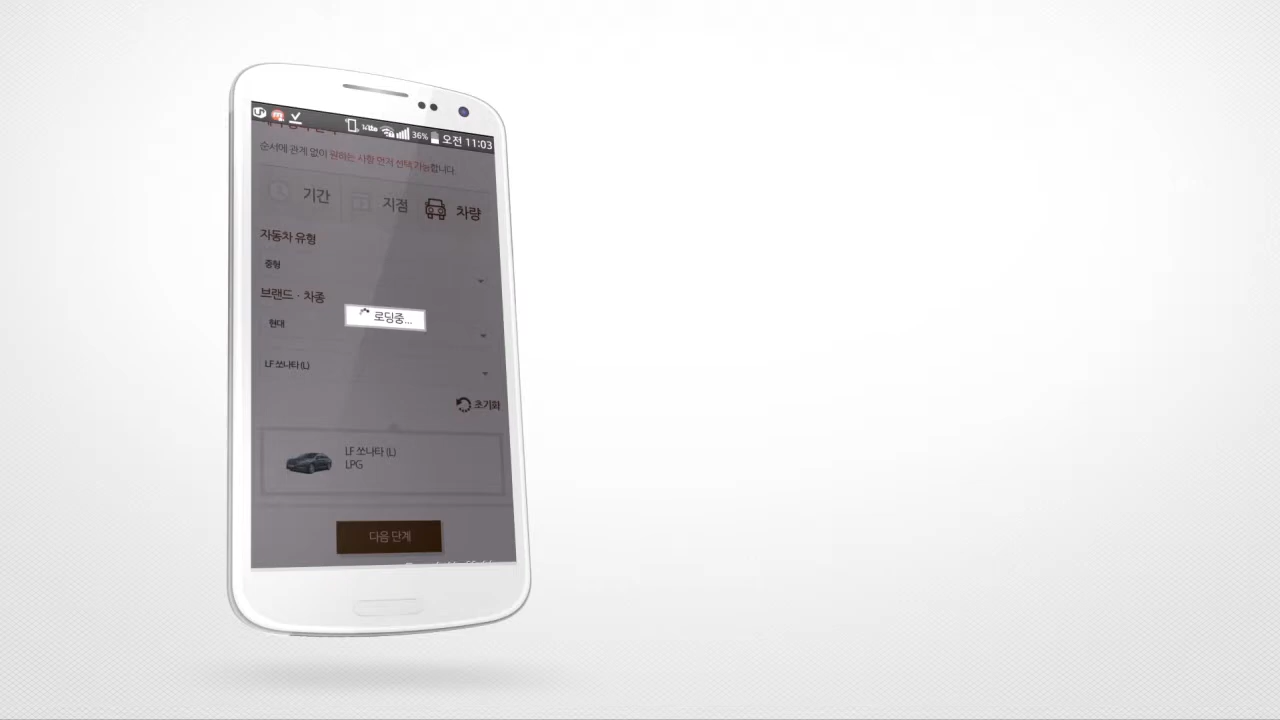 36% 오전 11:03
순서에 관계 없이 원하는 사항 먼저 선택 가능합니다.
기간 지점 차량
자동차 유형
중형
브랜드 · 차종
현대
로딩중...
LF 쏘나타 (L)
초기화
LF 쏘나타 (L)
LPG
다음 단계